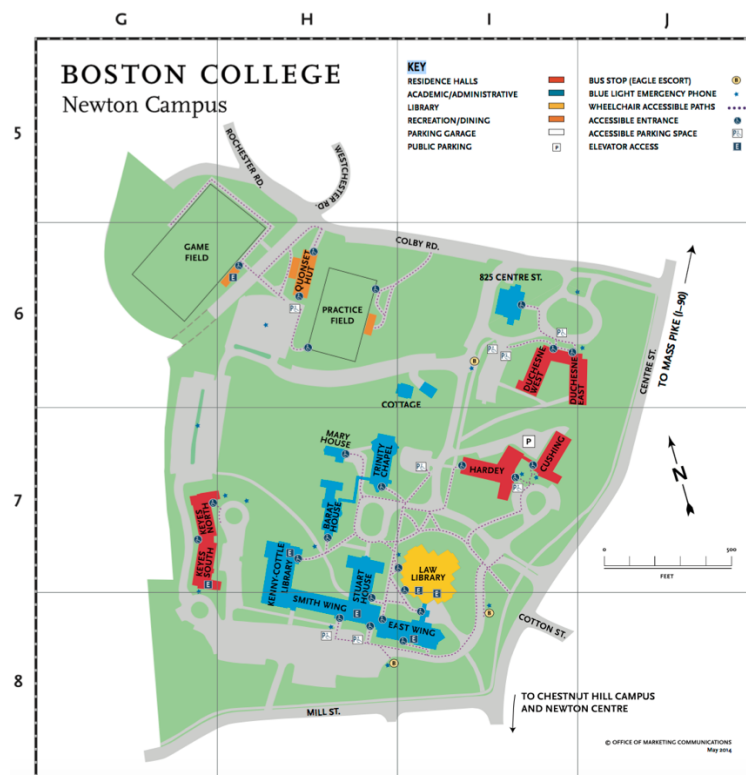 G H I J
BOSTON COLLEGE
Newton Campus
KEY
RESIDENCE HALLS
ACADEMIC/ADMINISTRATIVE
LIBRARY
RECREATION/DINING
PARKING GARAGE
PUBLIC PARKING P
BUS STOP (EAGLE ESCORT) B
BLUE LIGHT EMERGENCY PHONE
WHEELCHAIR ACCESSIBLE PATHS
ACCESSIBLE ENTRANCE
ACCESSIBLE PARKING SPACE P
ELEVATOR ACCESS E
5
ROCHESTER RD.
WESTCHESTER RD.
COLBY RD.
GAME
FIELD
E
QUONSET
HUT
825 CENTRE ST.
6
PRACTICE
FIELD
TO MASS PIKE (I–90)
CENTRE ST.
B
DUCHESNE
WEST
DUCHESNE
EAST
COTTAGE
MARY
HOUSE
TRINITY
CHAPEL
P
HARDEY
CUSHING
7
BARAT
HOUSE
N
KEYES
NORTH
KEYES
SOUTH
E
KENNY-COTTLE
LIBRARY
E
STUART
HOUSE
LAW
LIBRARY
E E
0 500
FEET
SMITH WING
E
EAST WING
E
B
COTTON ST.
B
8
MILL ST.
TO CHESTNUT HILL CAMPUS
AND NEWTON CENTRE
© OFFICE OF MARKETING COMMUNICATIONS
May 2014